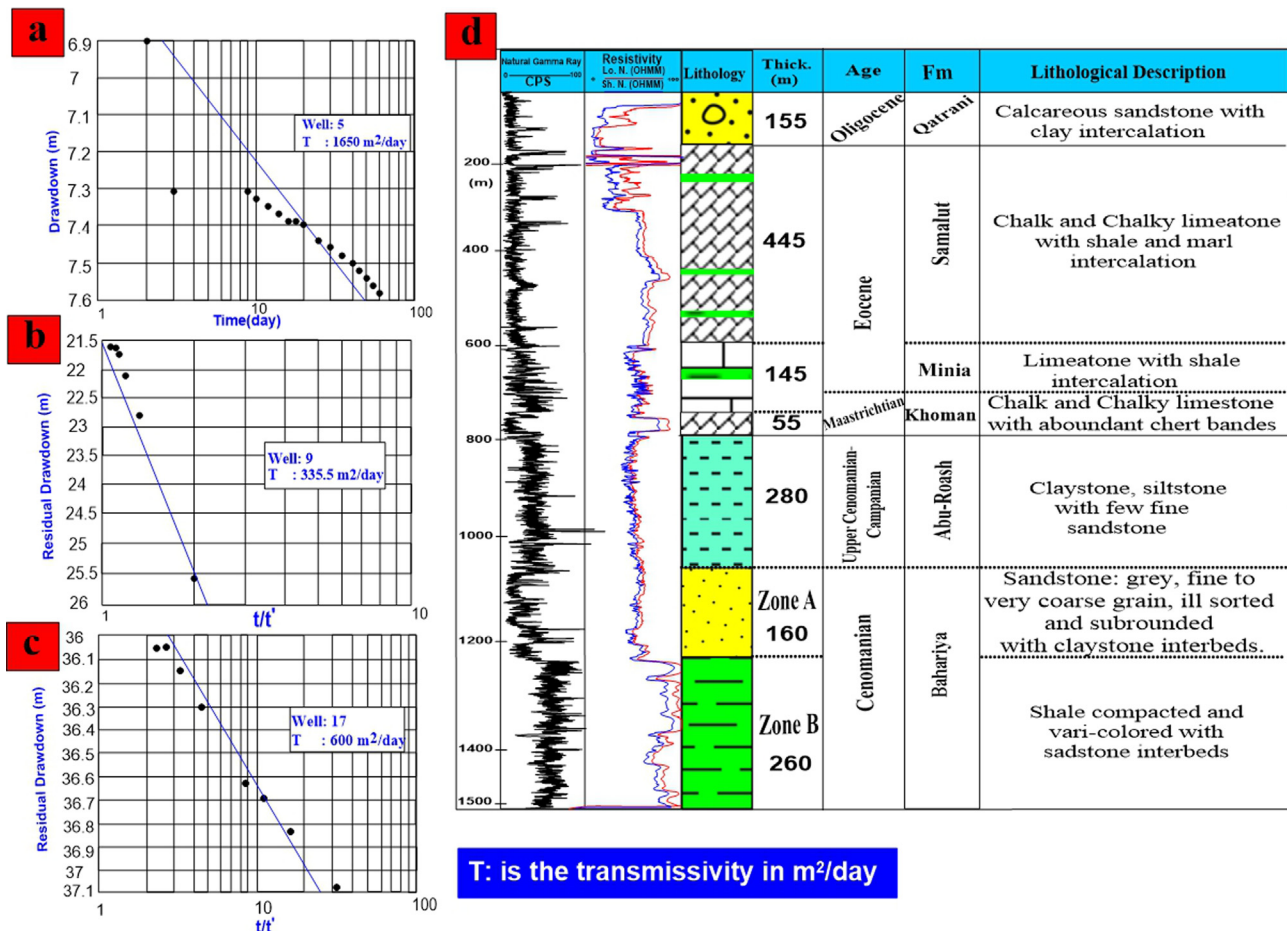 a
6.9
7
7.1
7.2
7.3
7.4
7.5
7.6
Drawdown (m)
Well: 5
T : 1650 m²/day
1
10
100
Time(day)
b
21.5
22
22.5
23
23.5
24
24.5
25
25.5
26
Residual Drawdown (m)
Well: 9
T : 335.5 m2/day
1
10
t/t'
c
36
36.1
36.2
36.3
36.4
36.5
36.6
36.7
36.8
36.9
37
37.1
Residual Drawdown (m)
Well: 17
T : 600 m²/day
1
10
100
t/t'
d
Natural Gamma Ray
0 100
CPS
Resistivity
Lo. N. (OHMM)
Sh. N. (OHMM)
Lithology
Thick.
(m)
Age
Fm
Lithological Description
200
(m)
400
600
800
1000
1200
1400
1500
155
Oligocene
Qatrani
Calcareous sandstone with
clay intercalation
445
Eocene
Samalut
Chalk and Chalky limeatone
with shale and marl
intercalation
145
Minia
Limeatone with shale
intercalation
55
Maastrichtian
Khoman
Chalk and Chalky limestone
with aboundant chert bandes
280
Upper Cenomanian-
Campanian
Abu-Roash
Claystone, siltstone
with few fine
sandstone
Zone A
160
Cenomanian
Bahariya
Sandstone: grey, fine to
very coarse grain, ill sorted
and subrounded
with claystone interbeds.
Zone B
260
Shale compacted and
vari-colored with
sadstone interbeds
T: is the transmissivity in m²/day